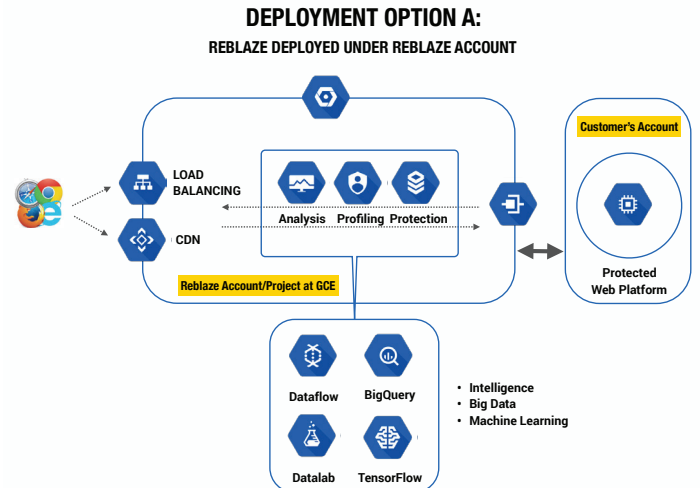 DEPLOYMENT OPTION A:
REBLAZE DEPLOYED UNDER REBLAZE ACCOUNT
LOAD
BALANCING
CDN
Analysis
Profiling
Protection
Reblaze Account/Project at GCE
Customer's Account
Protected
Web Platform
Dataflow
BigQuery
Datalab
TensorFlow
• Intelligence
• Big Data
• Machine Learning